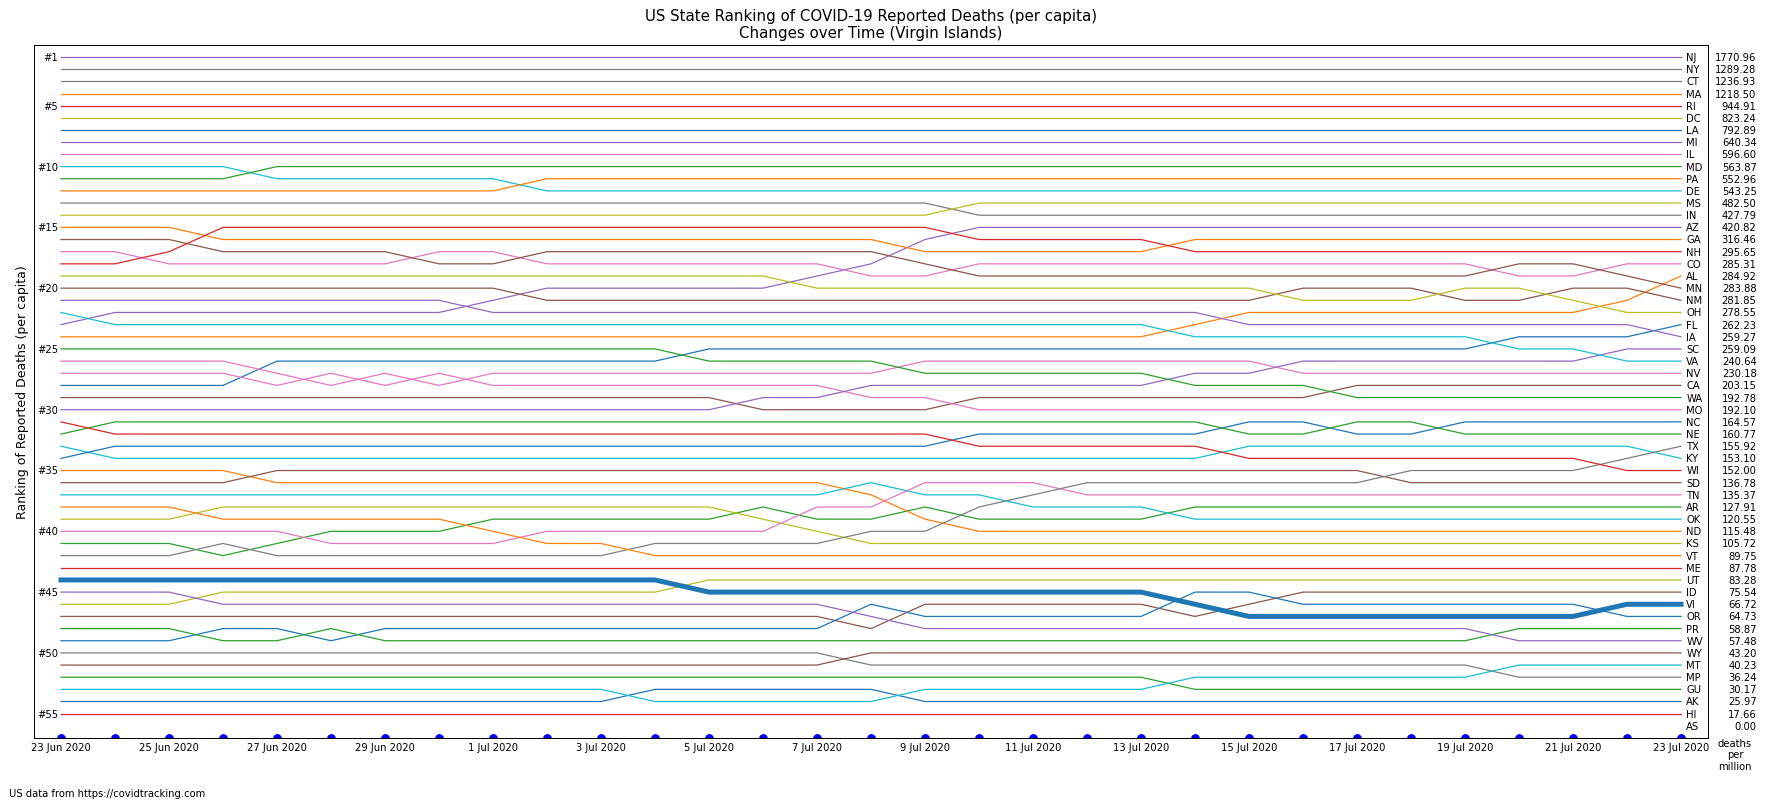 US State Ranking of COVID-19 Reported Deaths (per capita)
Changes over Time (Virgin Islands)
Ranking of Reported Deaths (per capita)
#1
#5
#10
#15
#20
#25
#30
#35
#40
#45
#50
#55
NJ 1770.96
NY 1289.28
CT 1236.93
MA 1218.50
RI 944.91
DC 823.24
LA 792.89
MI 640.34
IL 596.60
MD 563.87
PA 552.96
DE 543.25
MS 482.50
IN 427.79
AZ 420.82
GA 316.46
NH 295.65
CO 285.31
AL 284.92
MN 283.88
NM 281.85
OH 278.55
FL 262.23
IA 259.27
SC 259.09
VA 240.64
NV 230.18
CA 203.15
WA 192.78
MO 192.10
NC 164.57
NE 160.77
TX 155.92
KY 153.10
WI 152.00
SD 136.78
TN 135.37
AR 127.91
OK 120.55
ND 115.48
KS 105.72
VT 89.75
ME 87.78
UT 83.28
ID 75.54
VI 66.72
OR 64.73
PR 58.87
WV 57.48
WY 43.20
MT 40.23
MP 36.24
GU 30.17
AK 25.97
HI 17.66
AS 0.00
23 Jun 2020 25 Jun 2020 27 Jun 2020 29 Jun 2020 1 Jul 2020 3 Jul 2020 5 Jul 2020 7 Jul 2020 9 Jul 2020 11 Jul 2020 13 Jul 2020 15 Jul 2020 17 Jul 2020 19 Jul 2020 21 Jul 2020 23 Jul 2020
deaths
per
million
US data from https://covidtracking.com